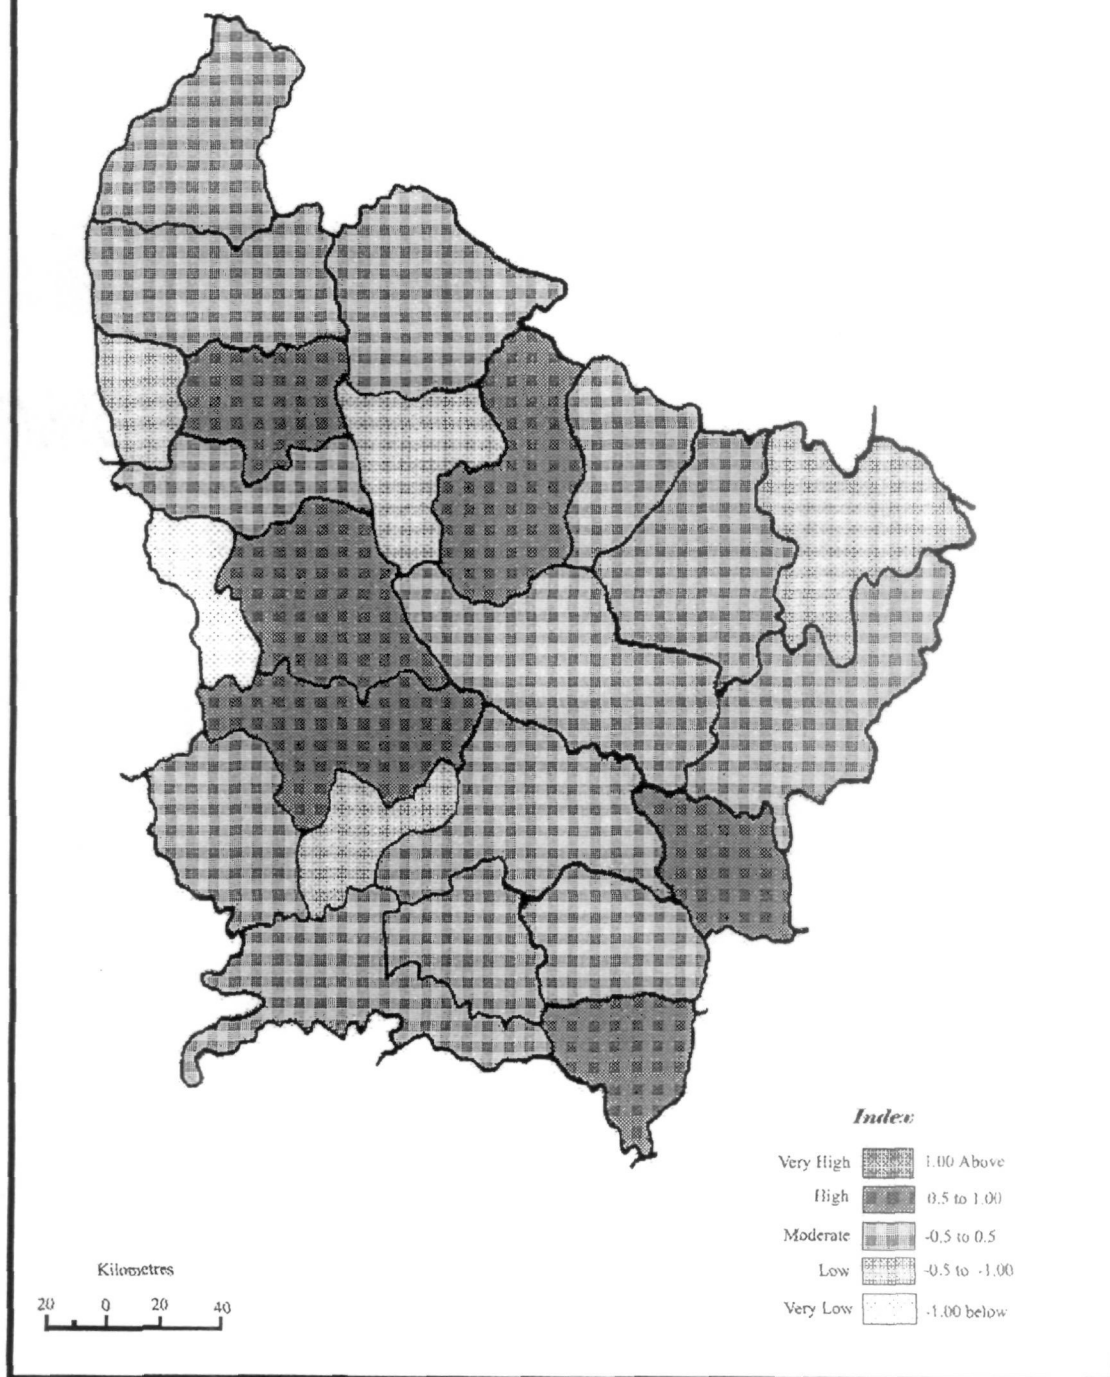 Index
Very High 1.00 Above
High 0.5 to 1.00
Moderate -0.5 to 0.5
Low -0.5 to -1.00
Very Low -1.00 below
Kilometres
20 0 20 40